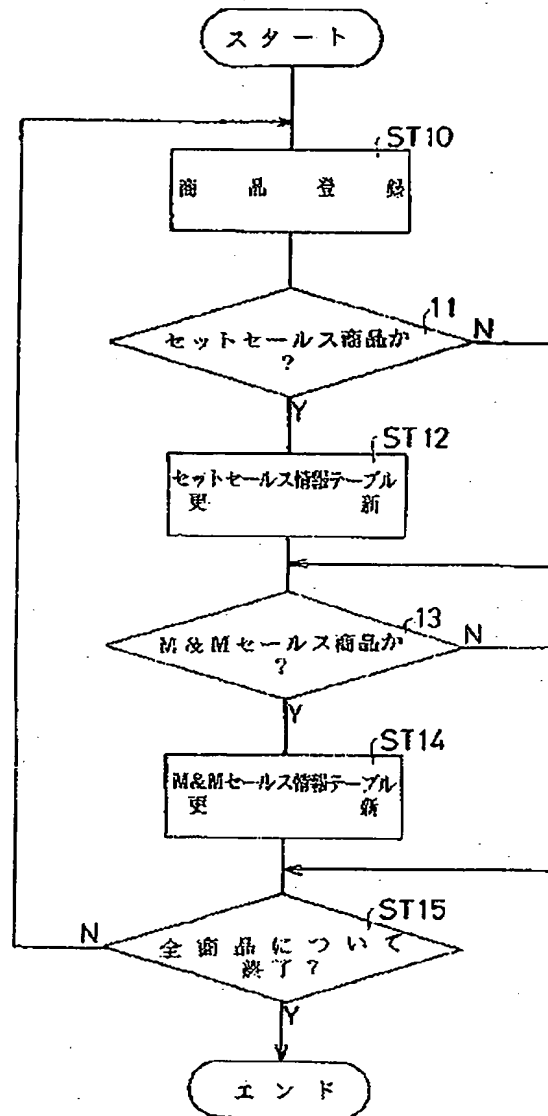 スタート
ST10
商品登録
11
セットセールス商品か
?
N
Y
ST12
セットセールス情報テーブル
更新
13
M&Mセールス商品か
?
N
Y
ST14
M&Mセールス情報テーブル
更新
ST15
全商品について
終了?
N
Y
エンド